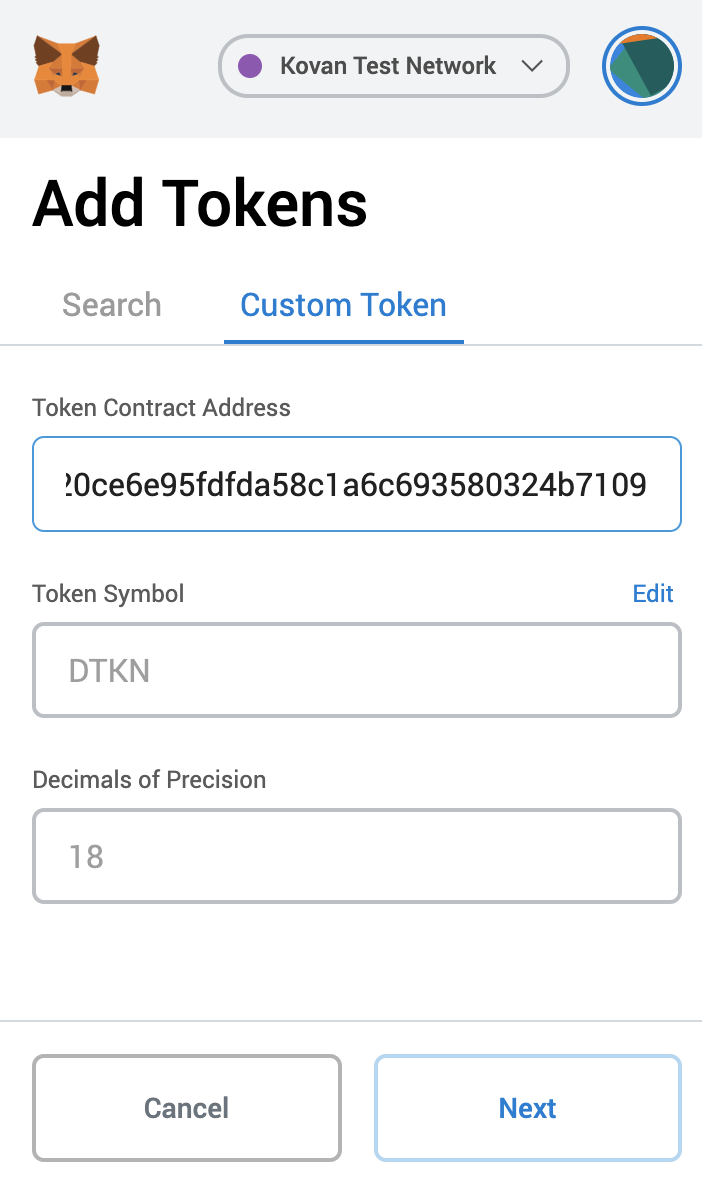 Kovan Test Network
Add Tokens
Search
Custom Token
Token Contract Address
20ce6e95fdfda58c1a6c693580324b7109
Token Symbol
Edit
DTKN
Decimals of Precision
18
Cancel
Next